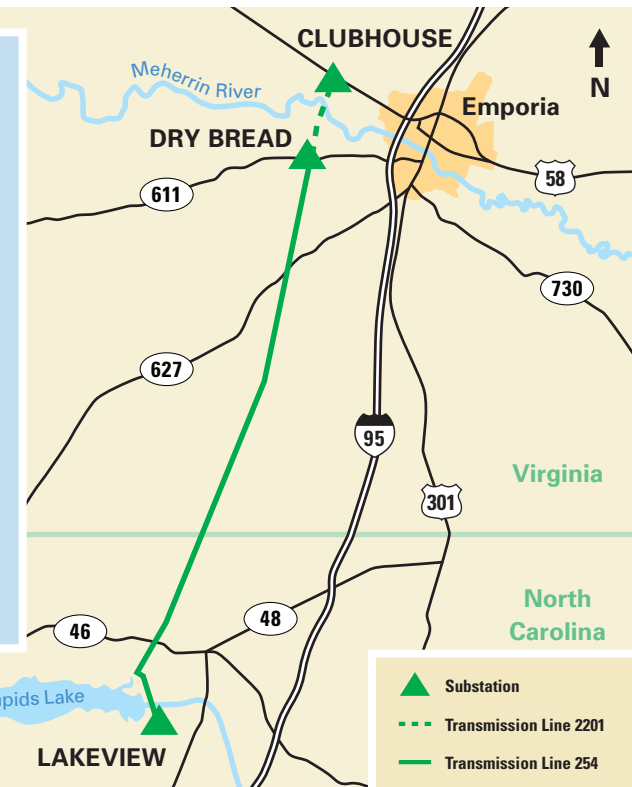 CLUBHOUSE
Meherrin River
N
Emporia
DRY BREAD
58
611
730
627
95
Virginia
301
North
Carolina
48
46
Lake
LAKEVIEW
Substation
Transmission Line 2201
Transmission Line 254